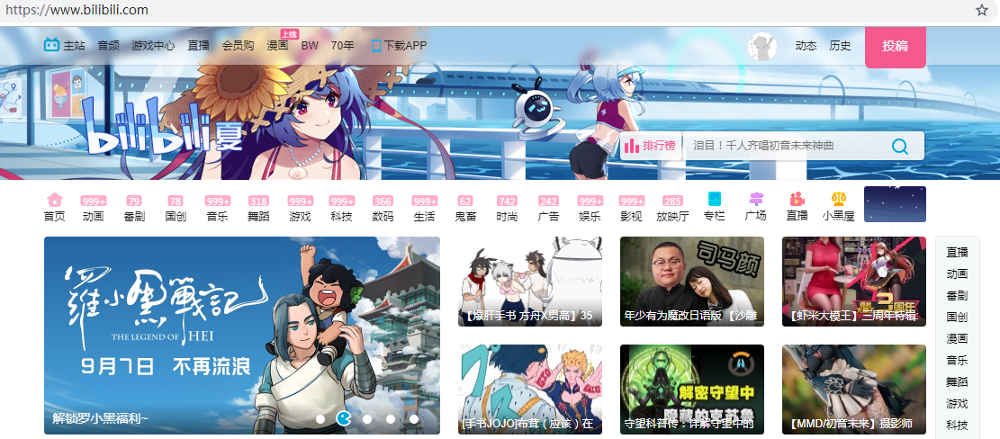 https://www.bilibili.com
主站 音频 游戏中心 直播 会员购 漫画 上线 BW 70年 下载APP 动态 历史 投稿
bilibili夏
排行榜 泪目！千人齐唱初音未来神曲
999+ 79 78 999+ 318 999+ 999+ 366 999+ 62 742 242 999+ 999+ 285
首页 动画 番剧 国创 音乐 舞蹈 游戏 科技 数码 生活 鬼畜 时尚 广告 娱乐 影视 放映厅 专栏 广场 直播 小黑屋
羅小黑戰記
THE LEGEND OF HEI
9月7日 不再流浪
解锁罗小黑福利~
【爆肝手书 方舟X男高】35
司马颜
年少有为魔改日语版 【沙雕
【虾米大模王】三周年特辑:
[手书JOJO]布茸（应该）在
解密守望中
隐藏的克苏鲁
守望科普传：详解守望中的
【MMD/初音未来】摄影师
直播
动画
番剧
国创
漫画
音乐
舞蹈
游戏
科技